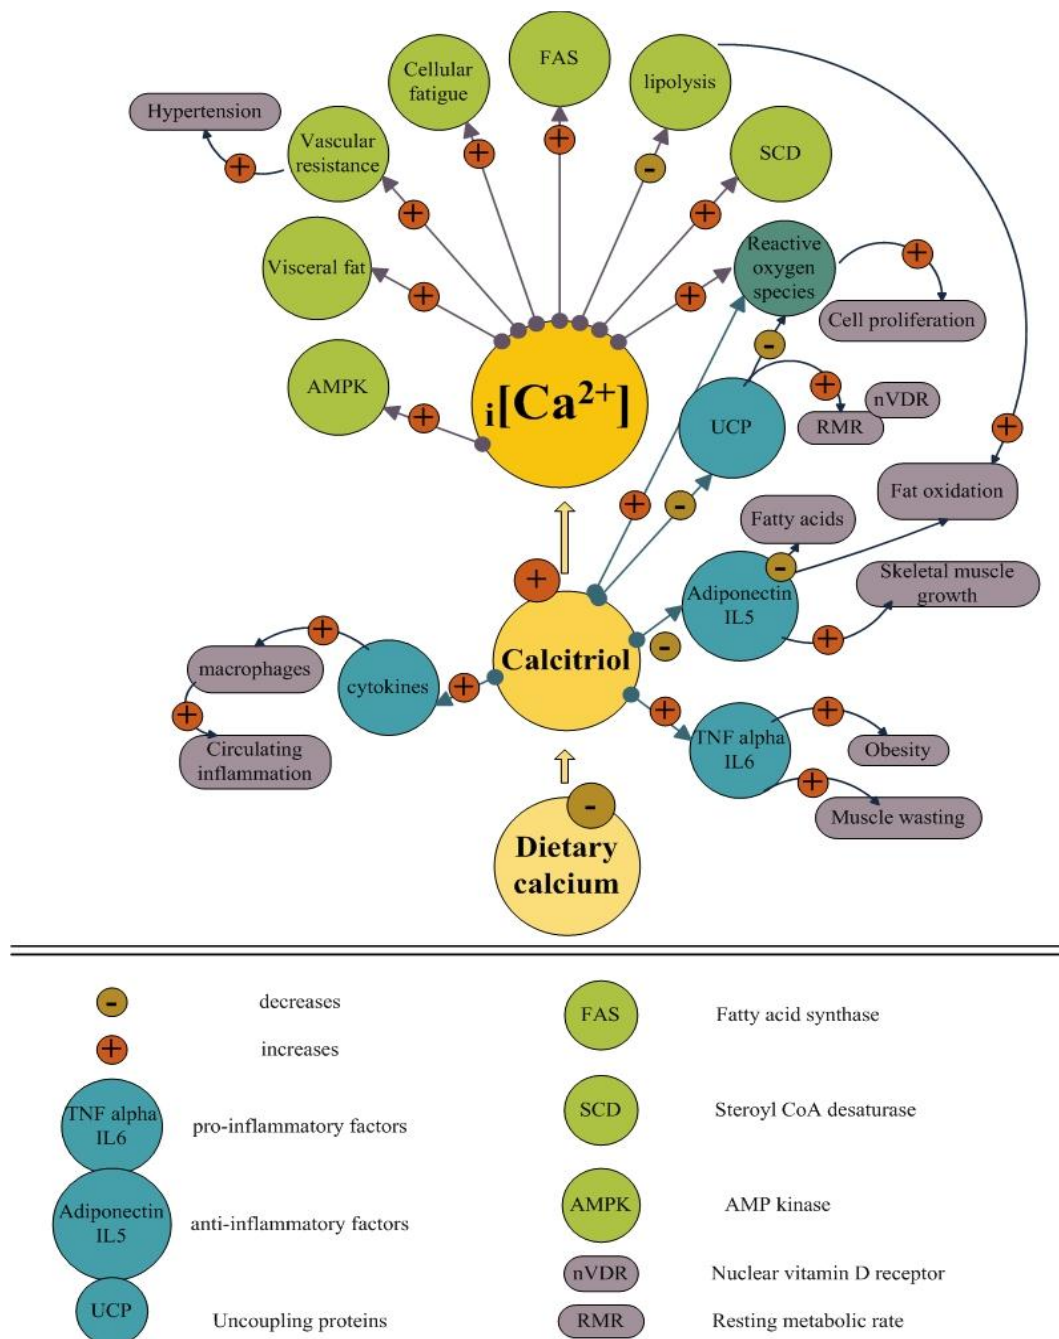 FAS
Cellular
fatigue
lipolysis
Hypertension
+
Vascular
resistance
+
+
-
SCD
+
+
+
Visceral fat
+
+
Reactive
oxygen
species
+
Cell proliferation
-
AMPK
+
i[Ca²⁺]
UCP
+
nVDR
RMR
+
Fat oxidation
+
-
Fatty acids
-
Adiponectin
IL5
Skeletal muscle
growth
+
+
Calcitriol
-
+
macrophages
cytokines
+
+
Circulating
inflammation
+
TNF alpha
IL6
+
Obesity
+
Muscle wasting
-
Dietary
calcium
- decreases
+ increases
TNF alpha
IL6
pro-inflammatory factors
Adiponectin
IL5
anti-inflammatory factors
UCP
Uncoupling proteins
FAS Fatty acid synthase
SCD Steroyl CoA desaturase
AMPK AMP kinase
nVDR Nuclear vitamin D receptor
RMR Resting metabolic rate